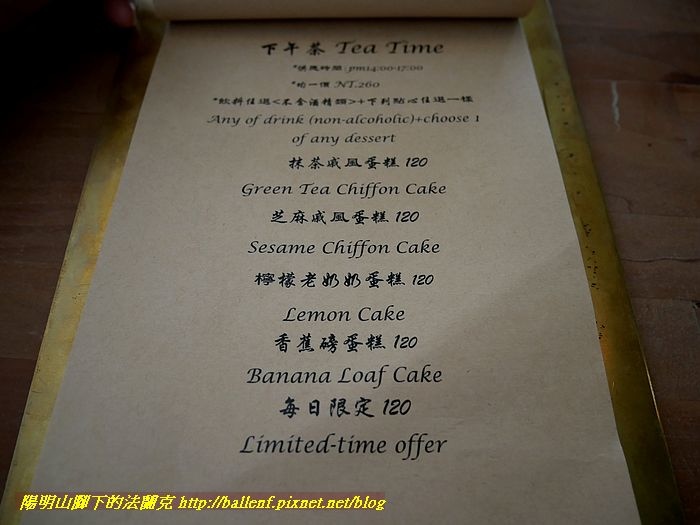 下午茶 Tea Time
*供應時間:pm14:00-17:00
*均一價 NT.260
*飲料任選<不含酒精類>+下列點心任選一樣
Any of drink (non-alcoholic)+choose 1
of any dessert
抹茶戚風蛋糕 120
Green Tea Chiffon Cake
芝麻戚風蛋糕 120
Sesame Chiffon Cake
檸檬老奶奶蛋糕 120
Lemon Cake
香蕉磅蛋糕 120
Banana Loaf Cake
每日限定 120
Limited-time offer
陽明山腳下的法蘭克 http://ballenf.pixnet.net/blog